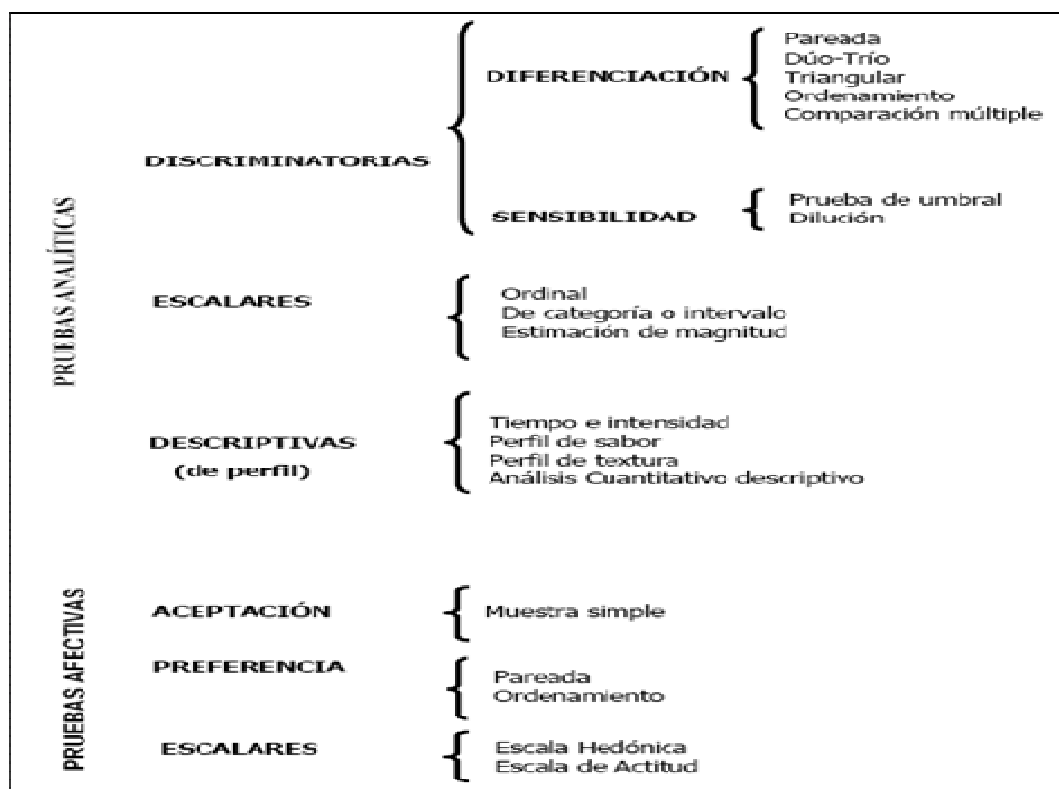 PRUEBAS ANALÍTICAS
DISCRIMINATORIAS
DIFERENCIACIÓN
Pareada
Dúo-Trío
Triangular
Ordenamiento
Comparación múltiple
SENSIBILIDAD
Prueba de umbral
Dilución
ESCALARES
Ordinal
De categoría o intervalo
Estimación de magnitud
DESCRIPTIVAS
(de perfil)
Tiempo e intensidad
Perfil de sabor
Perfil de textura
Análisis Cuantitativo descriptivo
PRUEBAS AFECTIVAS
ACEPTACIÓN
Muestra simple
PREFERENCIA
Pareada
Ordenamiento
ESCALARES
Escala Hedónica
Escala de Actitud